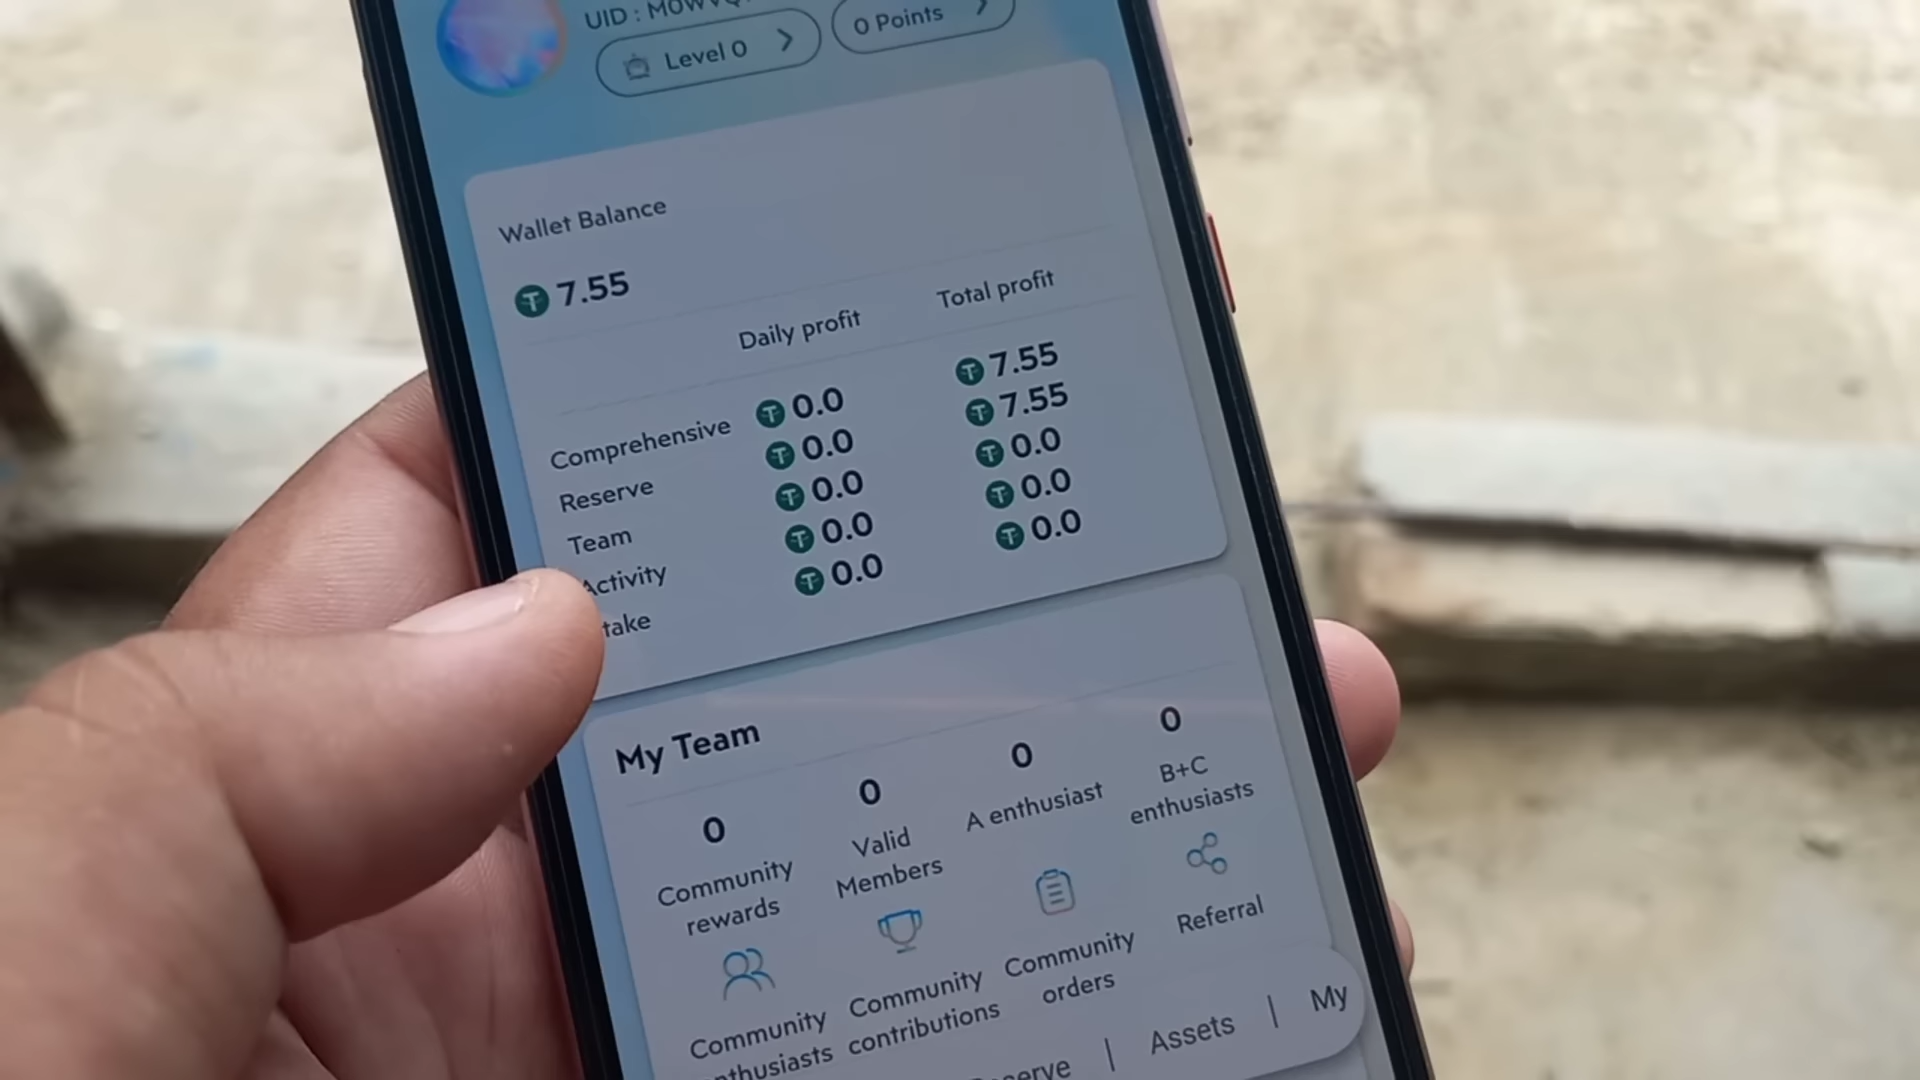 UID :
Level 0
0 Points
Wallet Balance
7.55
Daily profit Total profit
Comprehensive 0.0 7.55
Reserve 0.0 7.55
Team 0.0 0.0
Activity 0.0 0.0
take 0.0 0.0
My Team
0 0 0 0
Community rewards
Valid Members
A enthusiast
B+C enthusiasts
Community
Community contributions
Community orders
Referral
Assets | My